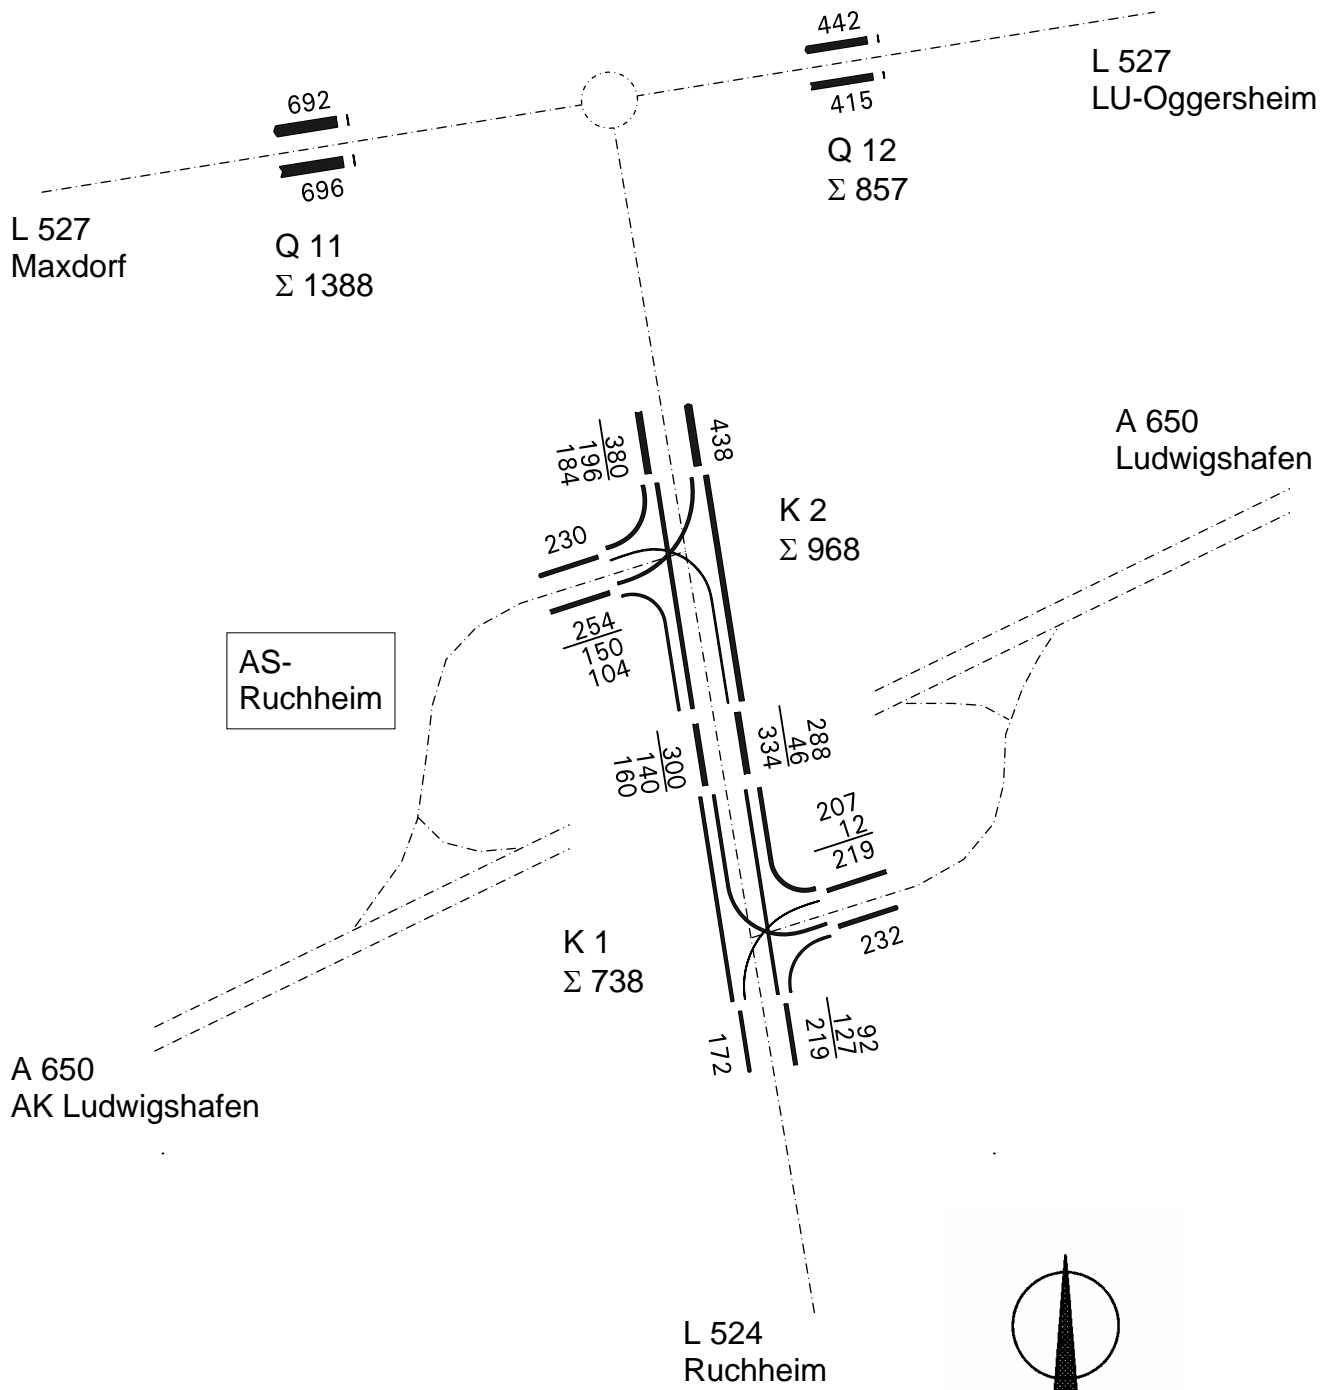 442
L 527
LU-Oggersheim
692
415
Q 12
Σ 857
696
L 527
Maxdorf
Q 11
Σ 1388
380
196
184
438
A 650
Ludwigshafen
K 2
Σ 968
230
254
150
104
AS-
Ruchheim
300
140
160
288
46
334
207
12
219
232
K 1
Σ 738
172
92
127
219
A 650
AK Ludwigshafen
L 524
Ruchheim